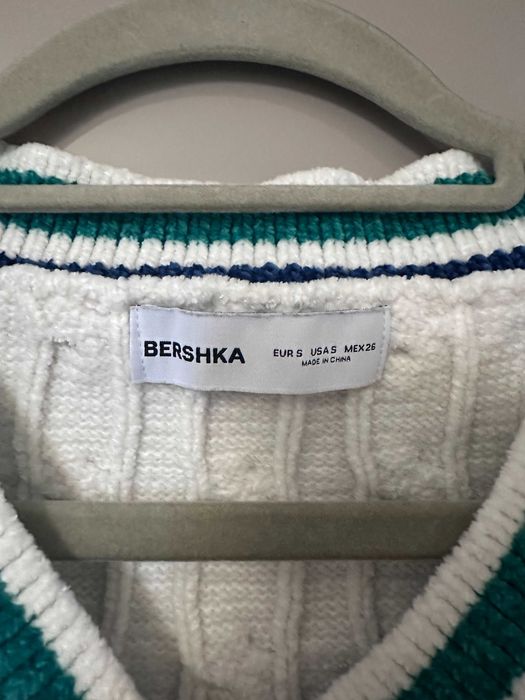 BERSHKA
EUR S USA S MEX 26
MADE IN CHINA